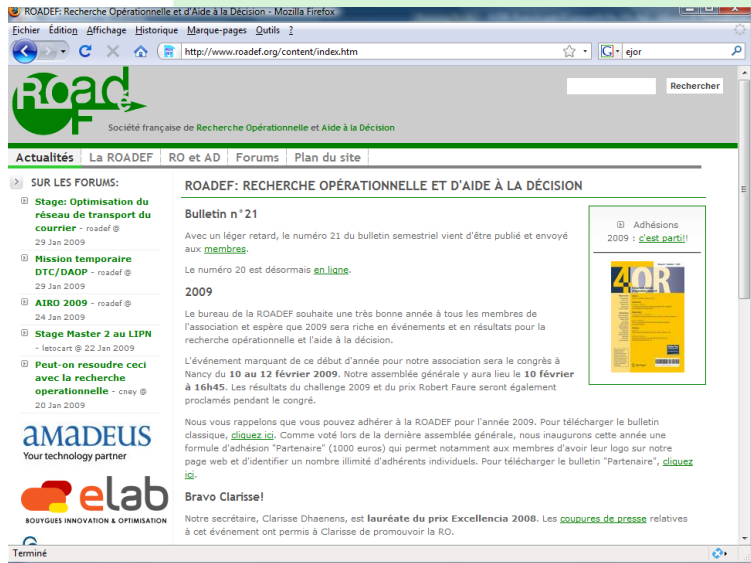 ROADEF: Recherche Opérationnelle et d'Aide à la Décision - Mozilla Firefox
Fichier Édition Affichage Historique Marque-pages Outils ?
http://www.roadef.org/content/index.htm
ejor
ROADéF
Rechercher
Société française de Recherche Opérationnelle et Aide à la Décision
Actualités La ROADEF RO et AD Forums Plan du site
SUR LES FORUMS:
Stage: Optimisation du
réseau de transport du
courrier - roadef @
29 Jan 2009
Mission temporaire
DTC/DAOP - roadef @
29 Jan 2009
AIRO 2009 - roadef @
24 Jan 2009
Stage Master 2 au LIPN
- letocart @ 22 Jan 2009
Peut-on resoudre ceci
avec la recherche
operationnelle - cney @
20 Jan 2009
amadeus
Your technology partner
elab
BOUYGUES INNOVATION & OPTIMISATION
ROADEF: RECHERCHE OPÉRATIONNELLE ET D'AIDE À LA DÉCISION
Bulletin n°21
Avec un léger retard, le numéro 21 du bulletin semestriel vient d'être publié et envoyé
aux membres.
Le numéro 20 est désormais en ligne.
2009
Le bureau de la ROADEF souhaite une très bonne année à tous les membres de
l'association et espère que 2009 sera riche en événements et en résultats pour la
recherche opérationnelle et l'aide à la décision.
L'événement marquant de ce début d'année pour notre association sera le congrès à
Nancy du 10 au 12 février 2009. Notre assemblée générale y aura lieu le 10 février
à 16h45. Les résultats du challenge 2009 et du prix Robert Faure seront également
proclamés pendant le congré.
Nous vous rappelons que vous pouvez adhérer à la ROADEF pour l'année 2009. Pour télécharger le bulletin
classique, cliquez ici. Comme voté lors de la dernière assemblée générale, nous inaugurons cette année une
formule d'adhésion "Partenaire" (1000 euros) qui permet notamment aux membres d'avoir leur logo sur notre
page web et d'identifier un nombre illimité d'adhérents individuels. Pour télécharger le bulletin "Partenaire", cliquez
ici.
Bravo Clarisse!
Notre secrétaire, Clarisse Dhaenens, est lauréate du prix Excellencia 2008. Les coupures de presse relatives
à cet événement ont permis à Clarisse de promouvoir la RO.
Adhésions
2009 : c'est parti!!
4OR
Terminé